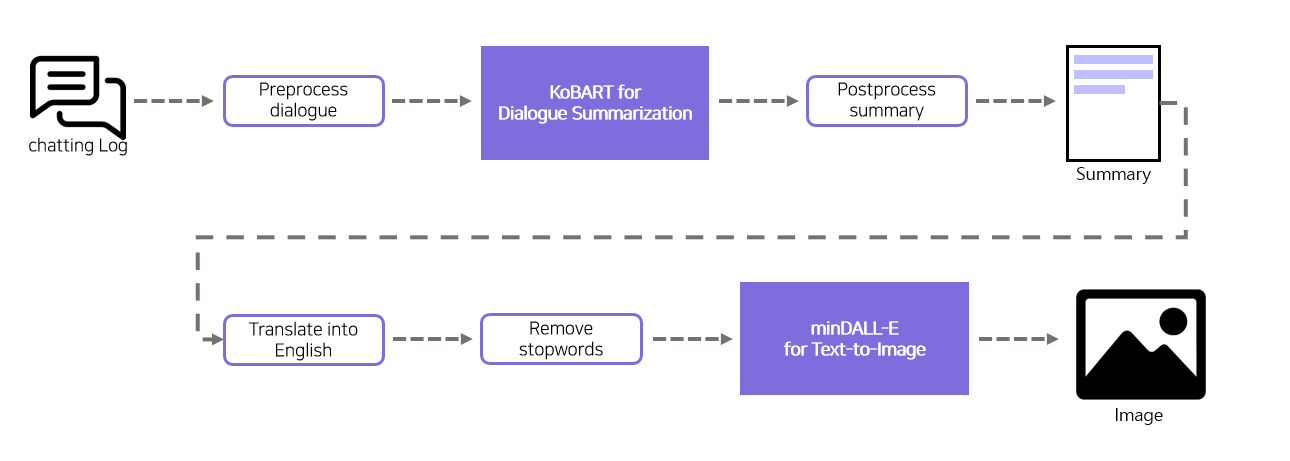 chatting Log
Preprocess
dialogue
KoBART for
Dialogue Summarization
Postprocess
summary
Summary
Translate into
English
Remove
stopwords
minDALL-E
for Text-to-Image
Image